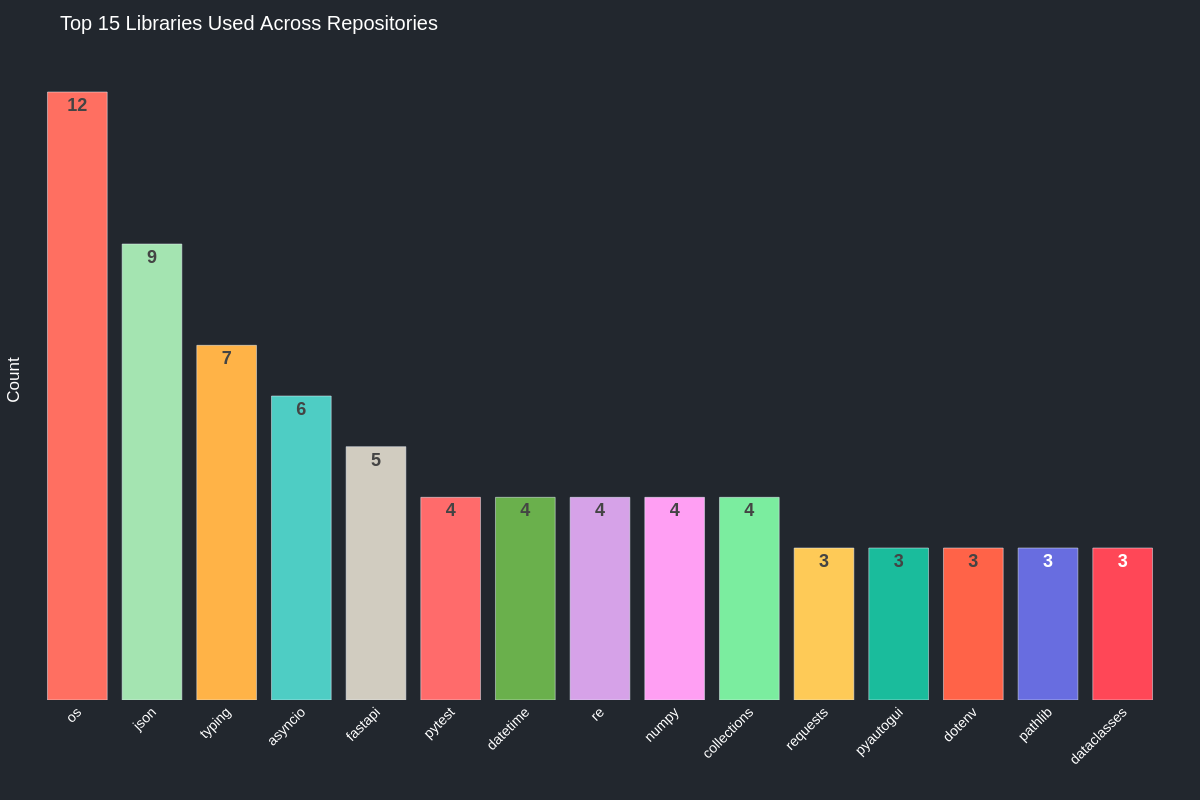 Top 15 Libraries Used Across Repositories
Count
12
9
7
6
5
4
4
4
4
4
3
3
3
3
3
os
json
typing
asyncio
fastapi
pytest
datetime
re
numpy
collections
requests
pyautogui
dotenv
pathlib
dataclasses